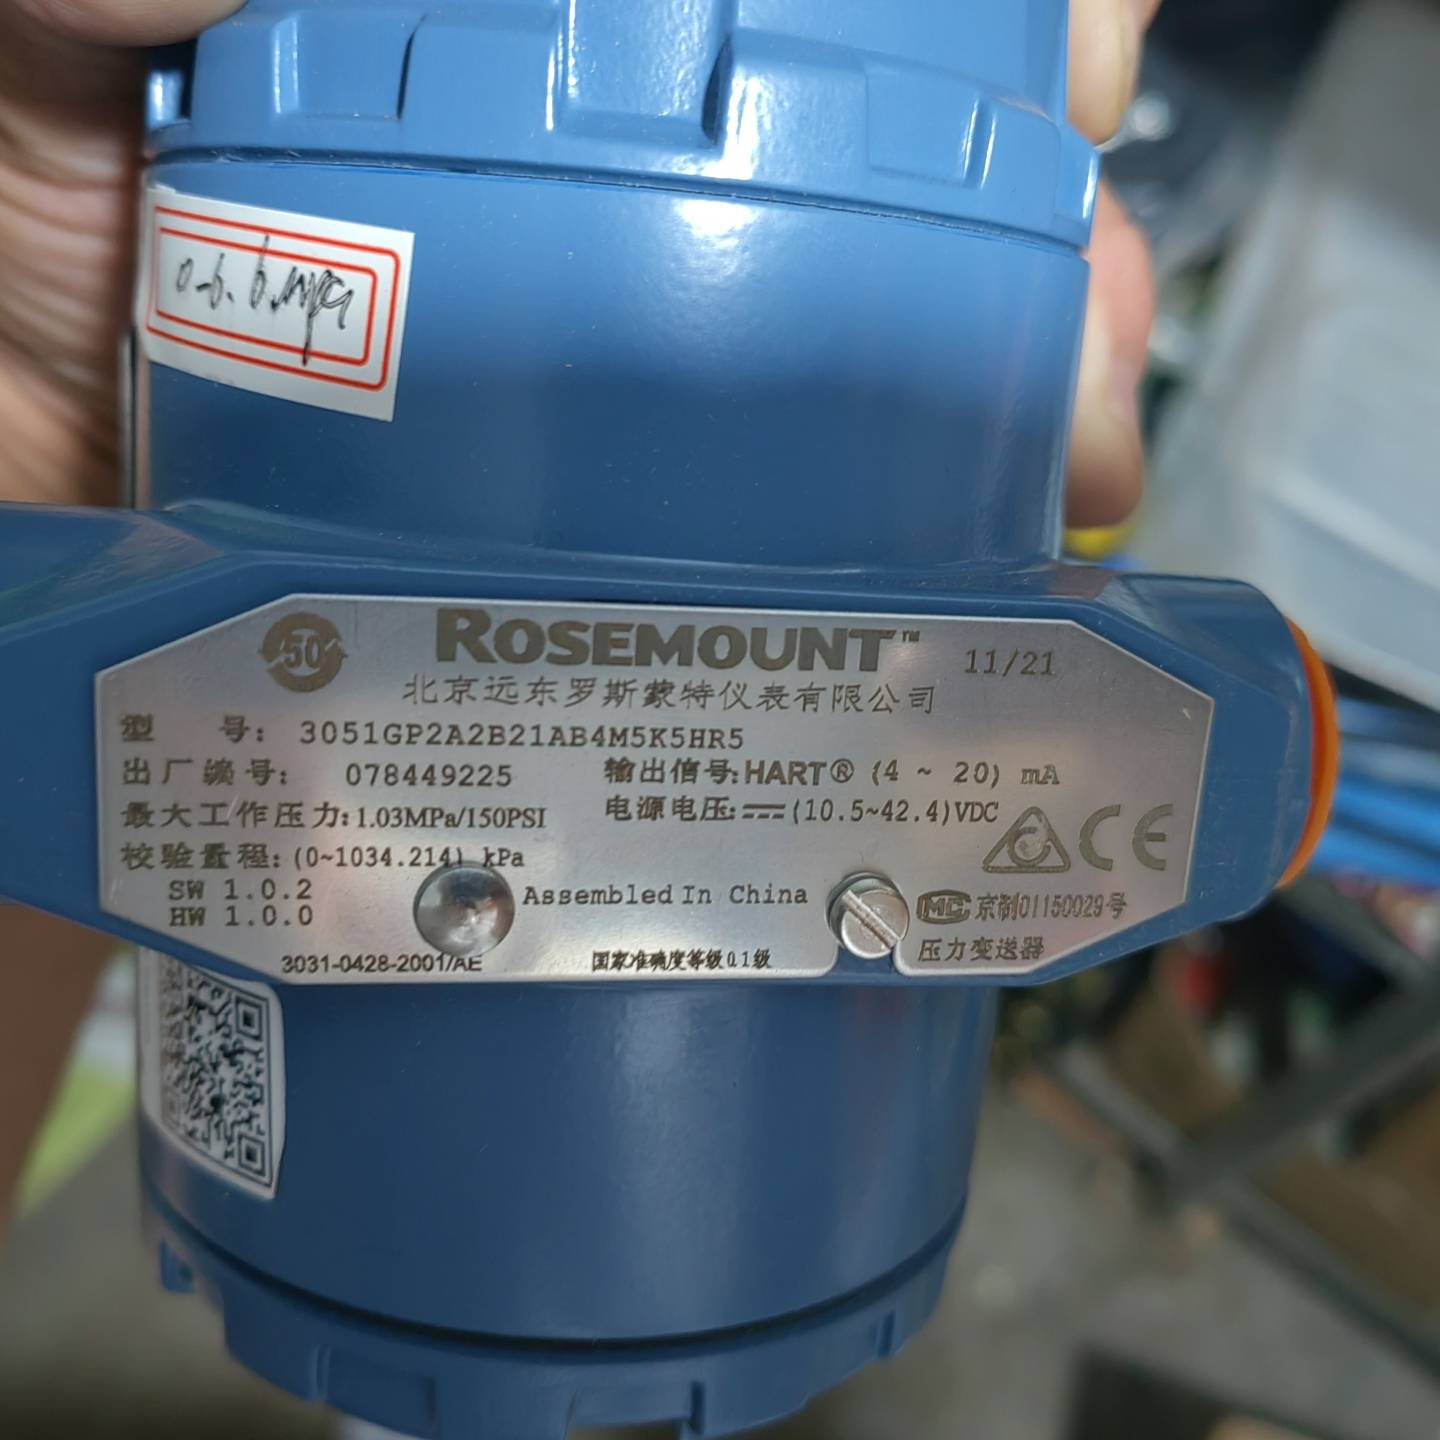 0-6.6.mpa
50
ROSEMOUNT™
11/21
北京远东罗斯蒙特仪表有限公司
型 号: 3051GP2A2B21AB4M5K5HR5
出厂编号: 078449225
输出信号:HART® (4 ~ 20) mA
最大工作压力:1.03MPa/150PSI
电源电压:(10.5~42.4)VDC
校验量程:(0~1034.214) kPa
CE
SW 1.0.2
Assembled In China
HW 1.0.0
MC 京制01150029号
压力变送器
3031-0428-2001/AE
国家准确度等级0.1级